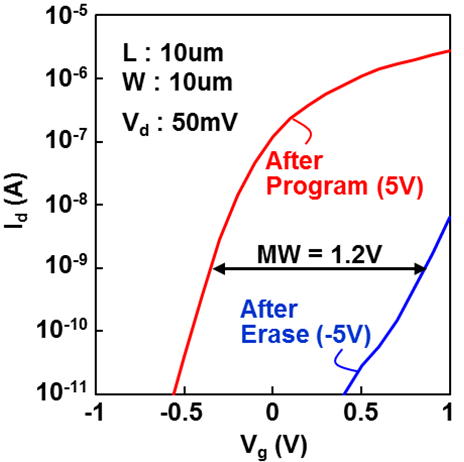 10⁻⁵
10⁻⁶
10⁻⁷
10⁻⁸
10⁻⁹
10⁻¹⁰
10⁻¹¹
I_d (A)
L : 10um
W : 10um
V_d : 50mV
After
Program (5V)
MW = 1.2V
After
Erase (-5V)
-1 -0.5 0 0.5 1
V_g (V)